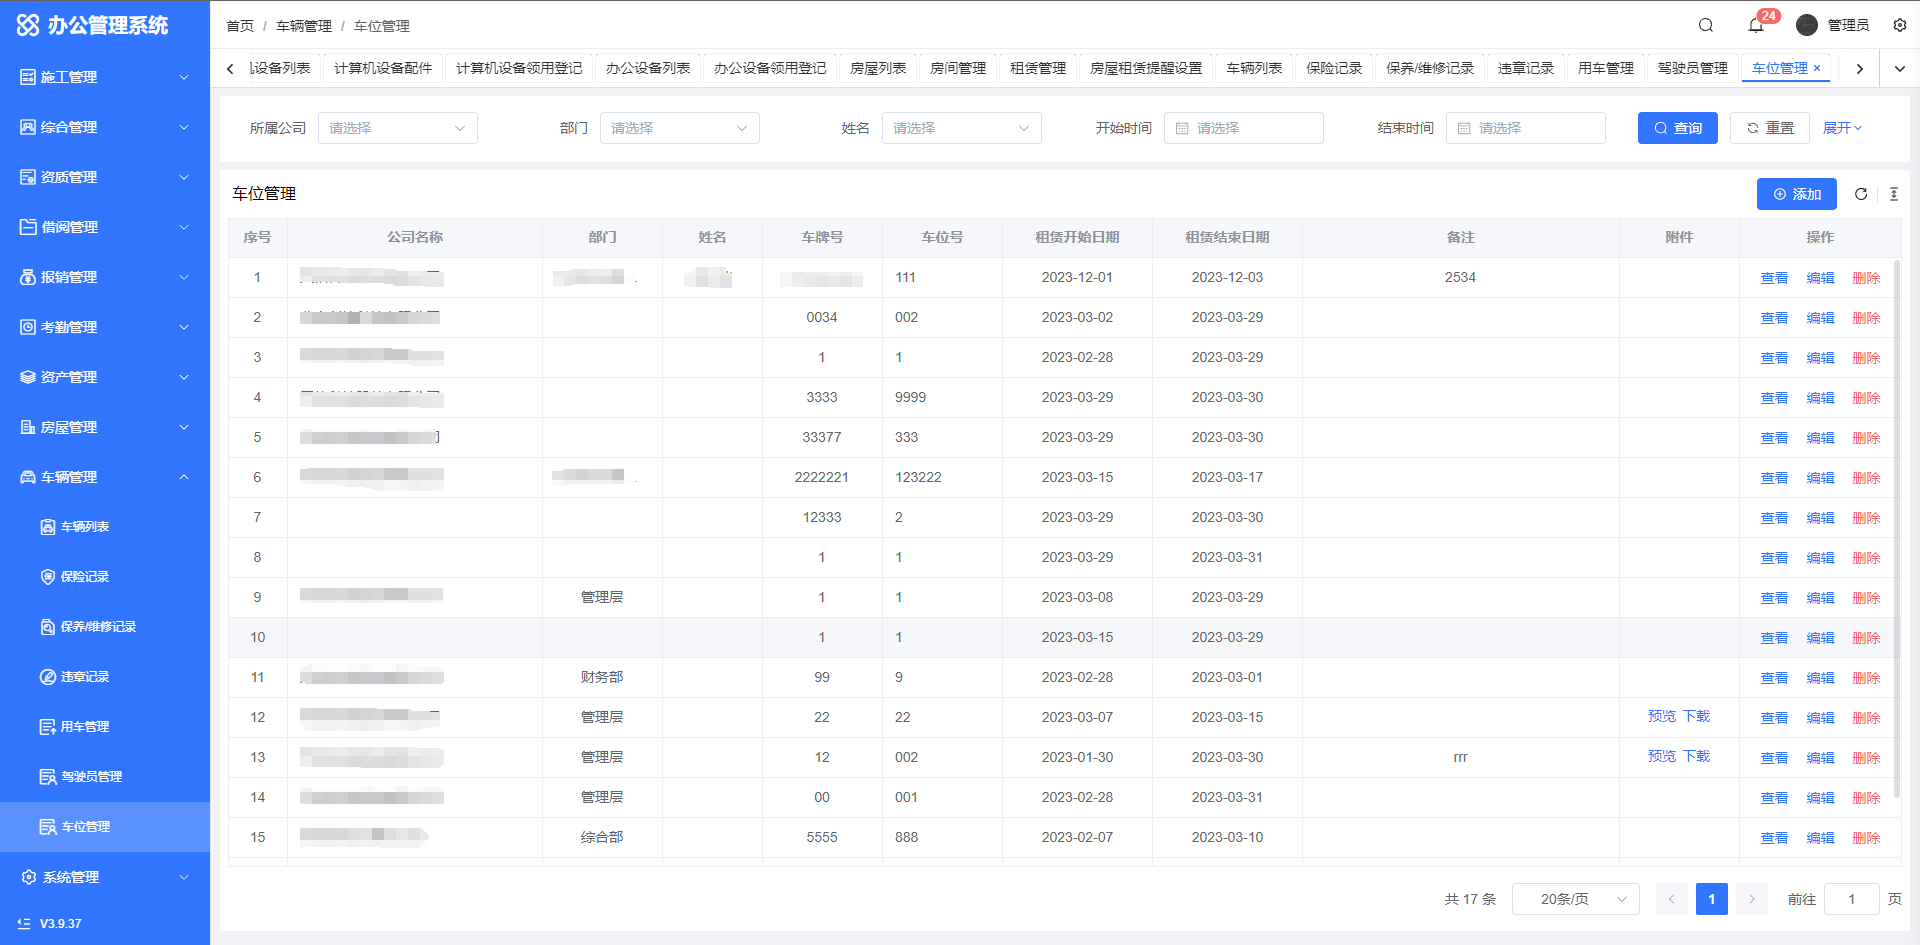 办公管理系统
施工管理
综合管理
资质管理
借阅管理
报销管理
考勤管理
资产管理
房屋管理
车辆管理
车辆列表
保险记录
保养/维修记录
违章记录
用车管理
驾驶员管理
车位管理
系统管理
V3.9.37
首页 / 车辆管理 / 车位管理
24 管理员
设备列表 计算机设备配件 计算机设备领用登记 办公设备列表 办公设备领用登记 房屋列表 房间管理 租赁管理 房屋租赁提醒设置 车辆列表 保险记录 保养/维修记录 违章记录 用车管理 驾驶员管理 车位管理 ×
所属公司 请选择 部门 请选择 姓名 请选择 开始时间 请选择 结束时间 请选择 查询 重置 展开
车位管理 添加
序号 公司名称 部门 姓名 车牌号 车位号 租赁开始日期 租赁结束日期 备注 附件 操作
1 111 2023-12-01 2023-12-03 2534 查看 编辑 删除
2 0034 002 2023-03-02 2023-03-29 查看 编辑 删除
3 1 1 2023-02-28 2023-03-29 查看 编辑 删除
4 3333 9999 2023-03-29 2023-03-30 查看 编辑 删除
5 33377 333 2023-03-29 2023-03-30 查看 编辑 删除
6 2222221 123222 2023-03-15 2023-03-17 查看 编辑 删除
7 12333 2 2023-03-29 2023-03-30 查看 编辑 删除
8 1 1 2023-03-29 2023-03-31 查看 编辑 删除
9 管理层 1 1 2023-03-08 2023-03-29 查看 编辑 删除
10 1 1 2023-03-15 2023-03-29 查看 编辑 删除
11 财务部 99 9 2023-02-28 2023-03-01 查看 编辑 删除
12 管理层 22 22 2023-03-07 2023-03-15 预览 下载 查看 编辑 删除
13 管理层 12 002 2023-01-30 2023-03-30 rrr 预览 下载 查看 编辑 删除
14 管理层 00 001 2023-02-28 2023-03-31 查看 编辑 删除
15 综合部 5555 888 2023-02-07 2023-03-10 查看 编辑 删除
共 17 条 20条/页 1 前往 1 页